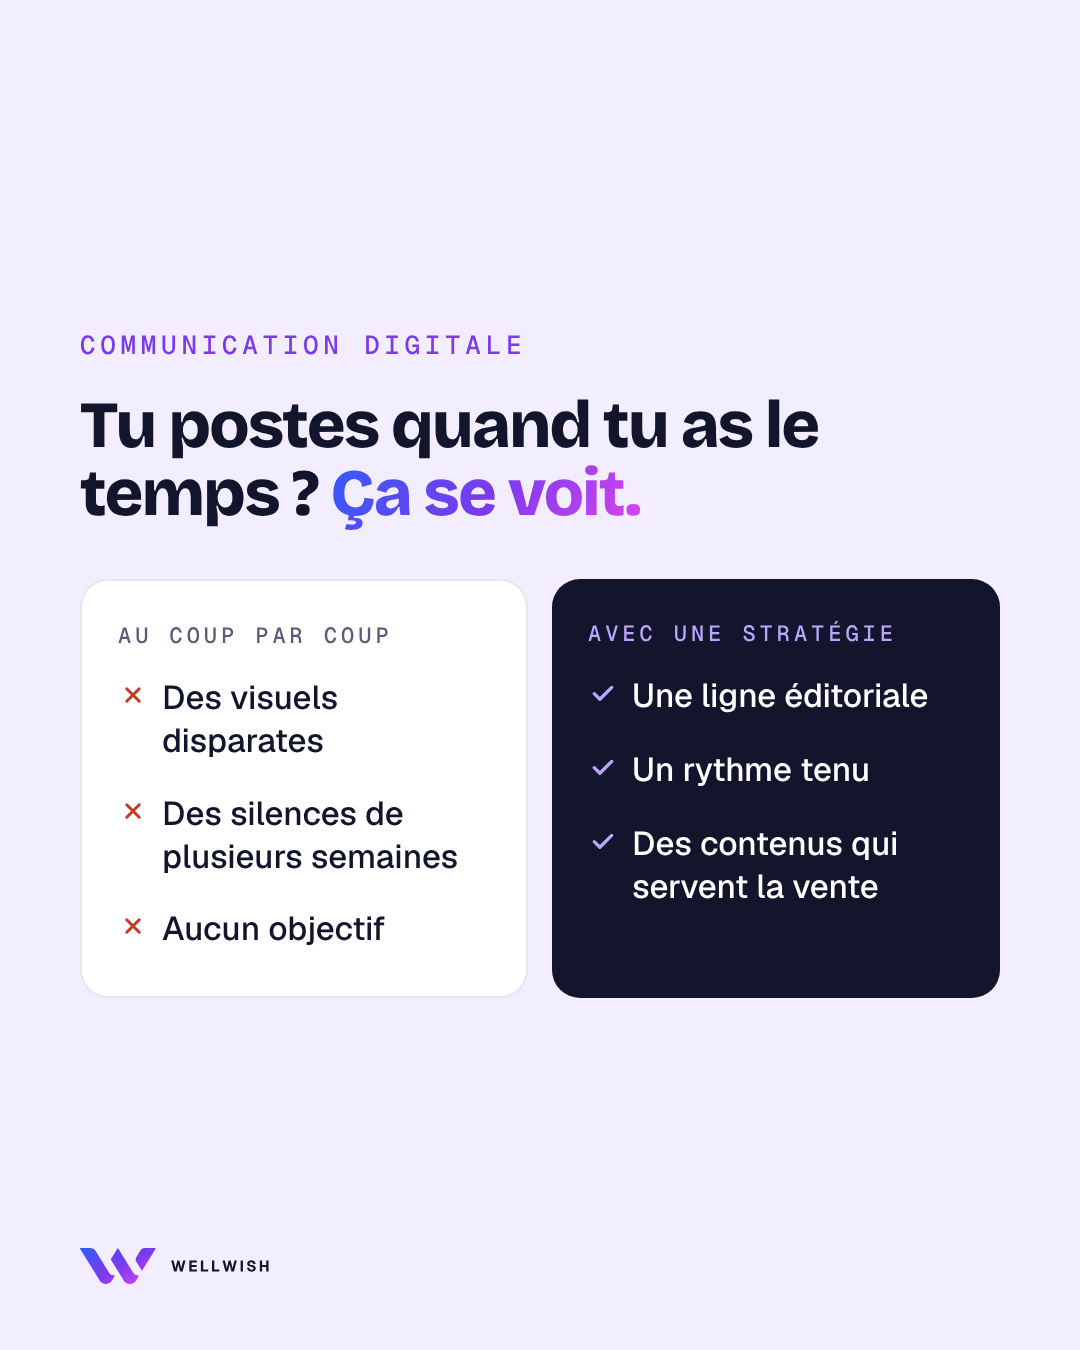 COMMUNICATION DIGITALE
Tu postes quand tu as le
temps ? Ça se voit.
AU COUP PAR COUP
Des visuels
disparates
Des silences de
plusieurs semaines
Aucun objectif
AVEC UNE STRATÉGIE
Une ligne éditoriale
Un rythme tenu
Des contenus qui
servent la vente
WELLWISH